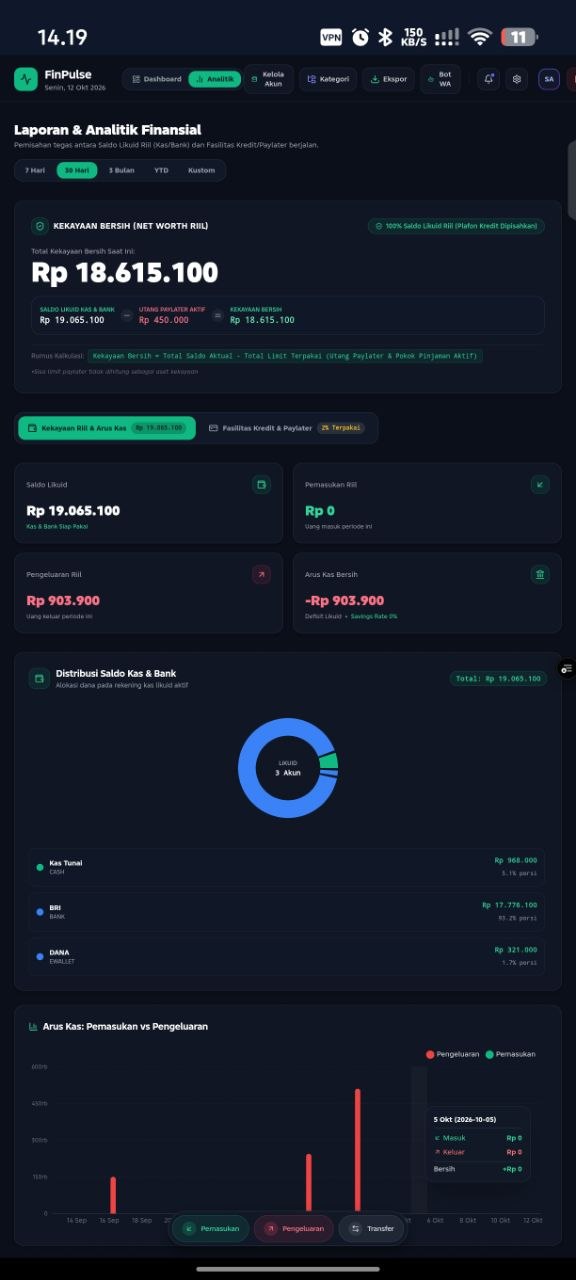 14.19
VPN
150
KB/S
11
FinPulse
Senin, 12 Okt 2026
Dashboard
Analitik
Kelola
Akun
Kategori
Ekspor
Bot
WA
SA
Laporan & Analitik Finansial
Pemisahan tegas antara Saldo Likuid Riil (Kas/Bank) dan Fasilitas Kredit/Paylater berjalan.
7 Hari
30 Hari
3 Bulan
YTD
Kustom
KEKAYAAN BERSIH (NET WORTH RIIL)
100% Saldo Likuid Riil (Plafon Kredit Dipisahkan)
Total Kekayaan Bersih Saat Ini:
Rp 18.615.100
SALDO LIKUID KAS & BANK
Rp 19.065.100
−
UTANG PAYLATER AKTIF
Rp 450.000
=
KEKAYAAN BERSIH
Rp 18.615.100
Rumus Kalkulasi: Kekayaan Bersih = Total Saldo Aktual - Total Limit Terpakai (Utang Paylater & Pokok Pinjaman Aktif)
*Sisa limit paylater tidak dihitung sebagai aset kekayaan
Kekayaan Riil & Arus Kas
Rp 19.065.100
Fasilitas Kredit & Paylater
2% Terpakai
Saldo Likuid
Rp 19.065.100
Kas & Bank Siap Pakai
Pemasukan Riil
Rp 0
Uang masuk periode ini
Pengeluaran Riil
Rp 903.900
Uang keluar periode ini
Arus Kas Bersih
-Rp 903.900
Defisit Likuid • Savings Rate 0%
Distribusi Saldo Kas & Bank
Alokasi dana pada rekening kas likuid aktif
Total: Rp 19.065.100
LIKUID
3 Akun
Kas Tunai
CASH
Rp 968.000
5.1% porsi
BRI
BANK
Rp 17.776.100
93.2% porsi
DANA
EWALLET
Rp 321.000
1.7% porsi
Arus Kas: Pemasukan vs Pengeluaran
Pengeluaran
Pemasukan
600rb
450rb
300rb
150rb
0
5 Okt (2026-10-05)
Masuk
Rp 0
Keluar
Rp 0
Bersih
+Rp 0
14 Sep
16 Sep
18 Sep
6 Okt
8 Okt
10 Okt
12 Okt
Pemasukan
Pengeluaran
Transfer